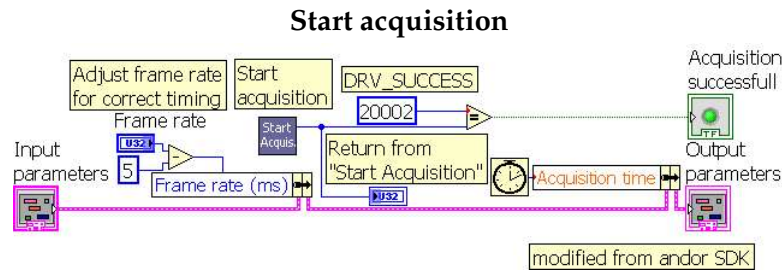 Start acquisition
Adjust frame rate
for correct timing
Start
acquisition
DRV_SUCCESS
Acquisition
successfull
Frame rate
U32
5
20002
=
TF
Start
Acquis.
Input
parameters
Frame rate (ms)
Return from
"Start Acquisition"
U32
Acquisition time
Output
parameters
modified from andor SDK